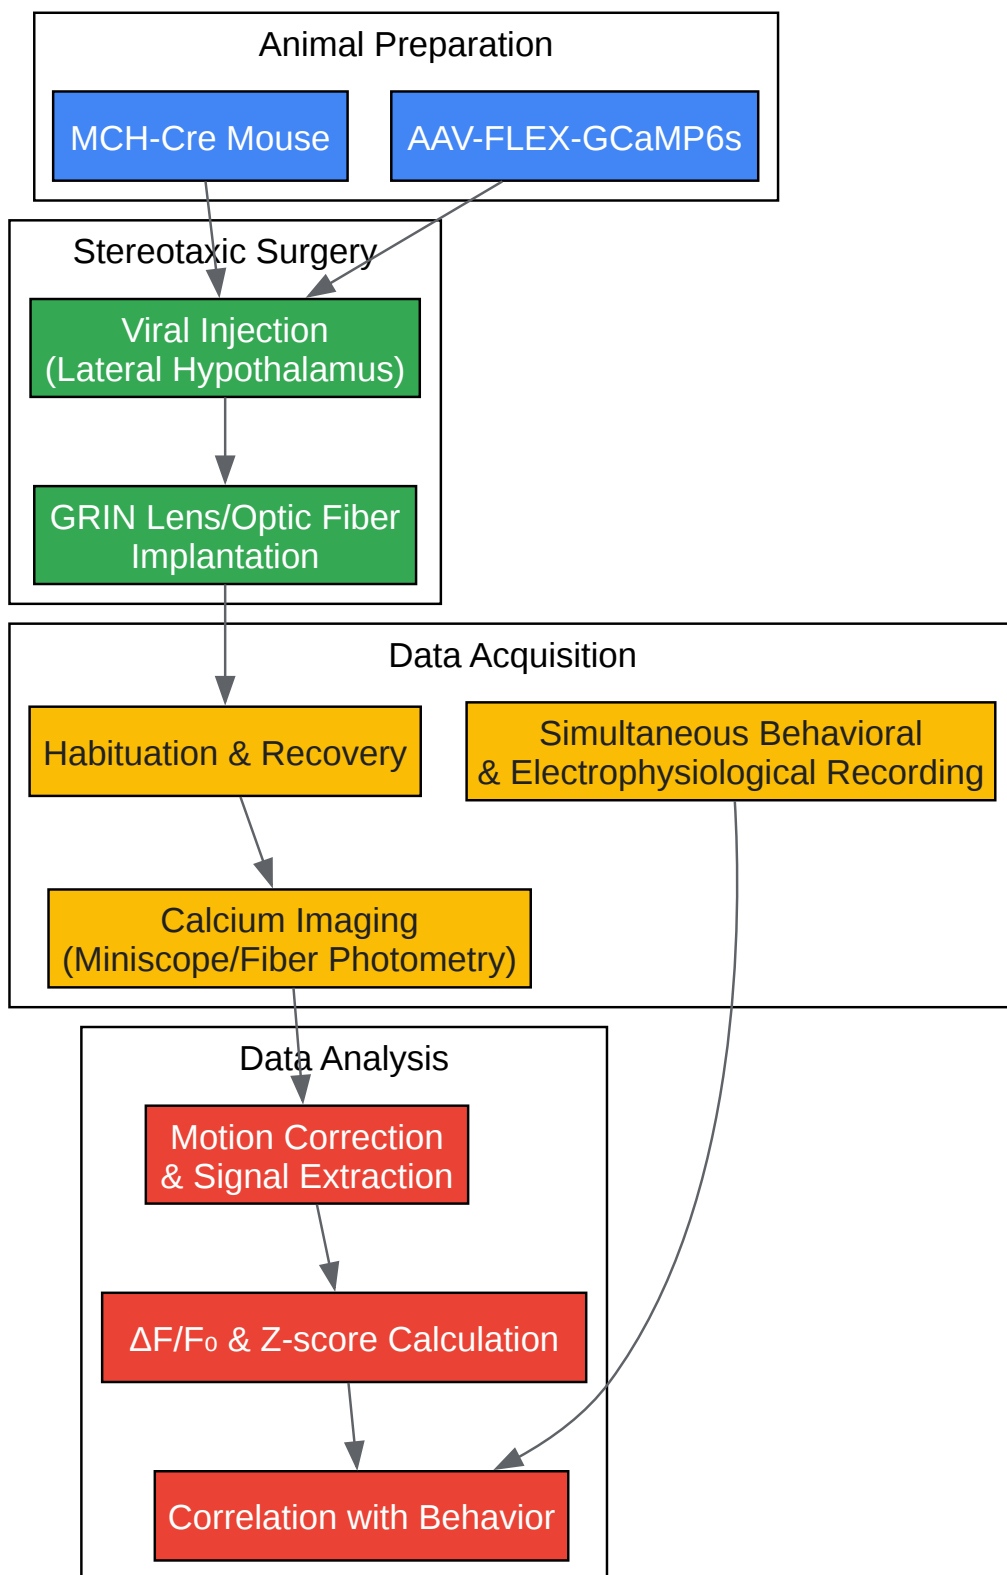 Animal Preparation
MCH-Cre Mouse
AAV-FLEX-GCaMP6s
Stereotaxic Surgery
Viral Injection
(Lateral Hypothalamus)
GRIN Lens/Optic Fiber
Implantation
Data Acquisition
Habituation & Recovery
Simultaneous Behavioral
& Electrophysiological Recording
Calcium Imaging
(Miniscope/Fiber Photometry)
Data Analysis
Motion Correction
& Signal Extraction
ΔF/F₀ & Z-score Calculation
Correlation with Behavior